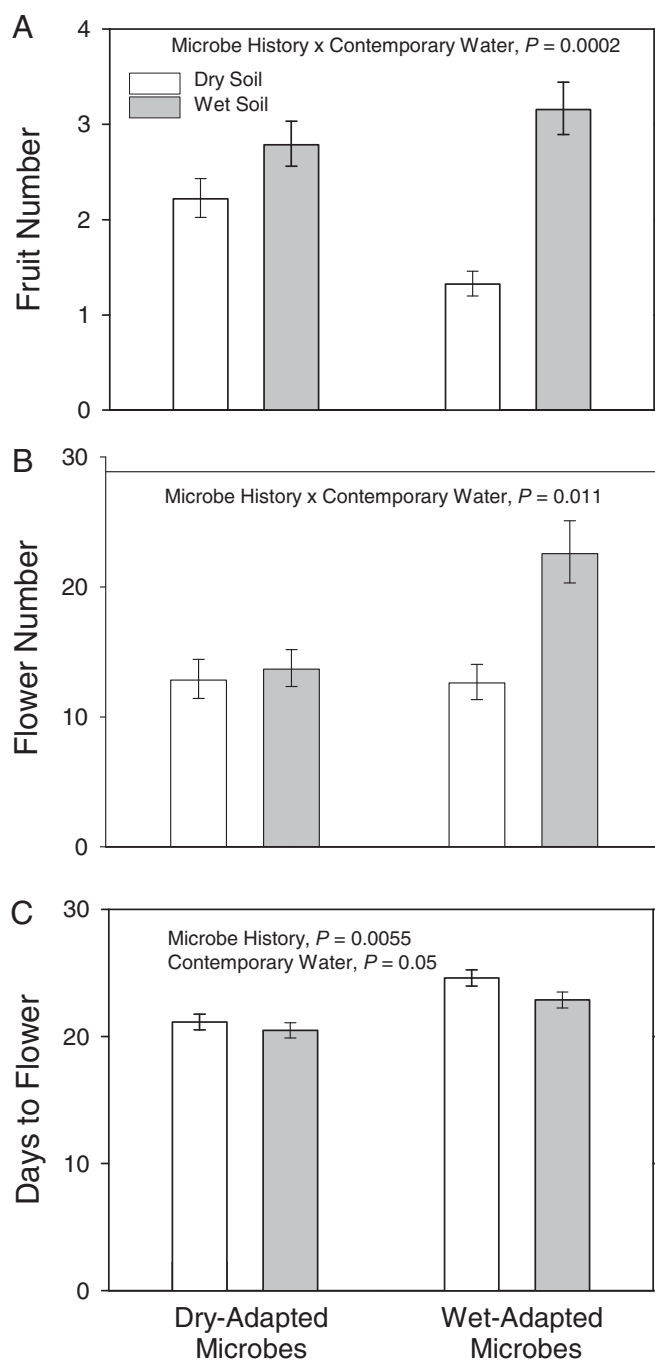 A
Microbe History x Contemporary Water, P = 0.0002
Dry Soil
Wet Soil
4
3
2
1
0
Fruit Number
B
Microbe History x Contemporary Water, P = 0.011
30
20
10
0
Flower Number
C
Microbe History, P = 0.0055
Contemporary Water, P = 0.05
30
20
10
0
Days to Flower
Dry-Adapted
Microbes
Wet-Adapted
Microbes